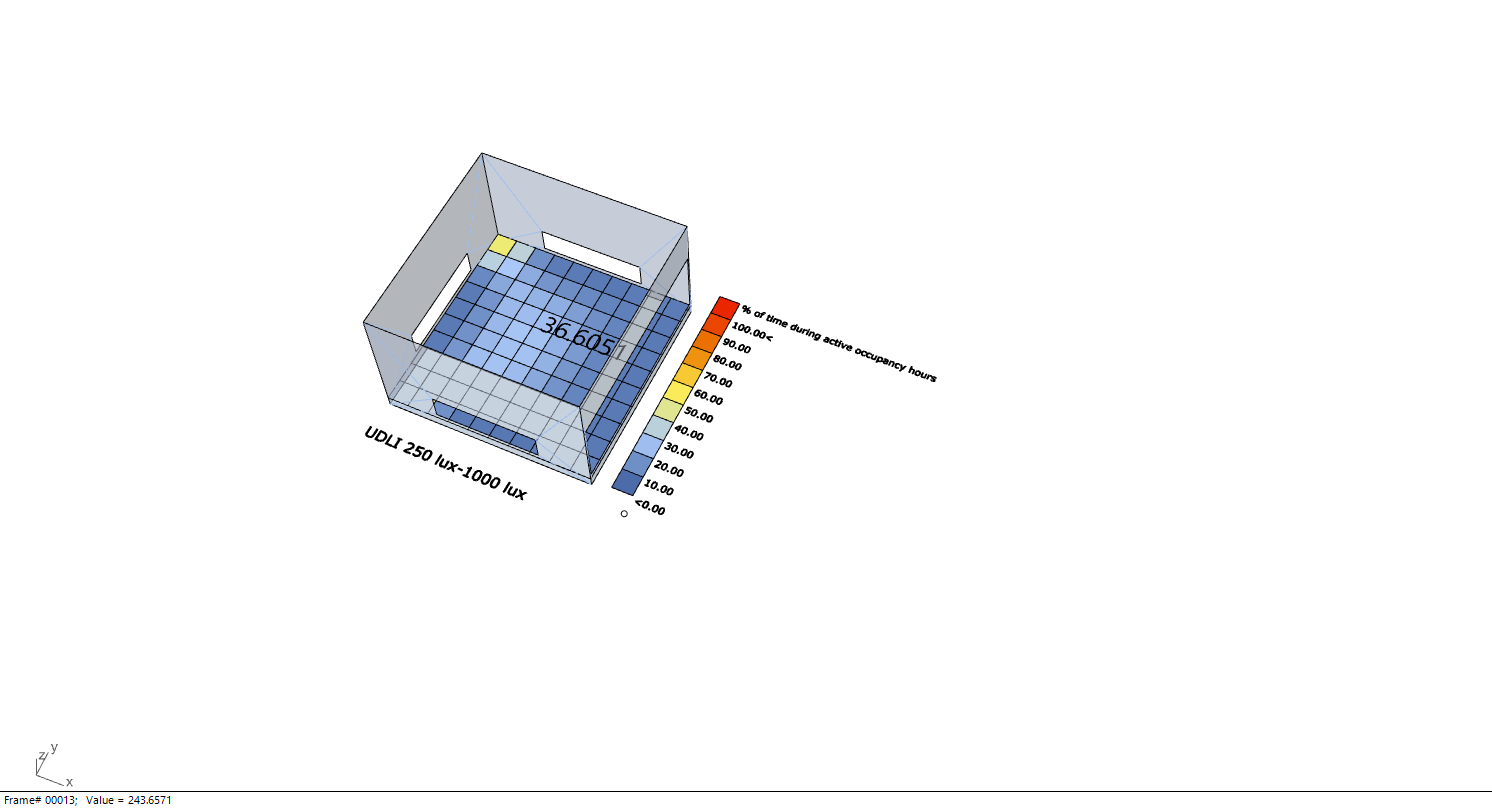 36.6051
% of time during active occupancy hours
100.00<
90.00
80.00
70.00
60.00
50.00
40.00
30.00
20.00
10.00
<0.00
UDLI 250 lux-1000 lux
z y
x
Frame# 00013; Value = 243.6571